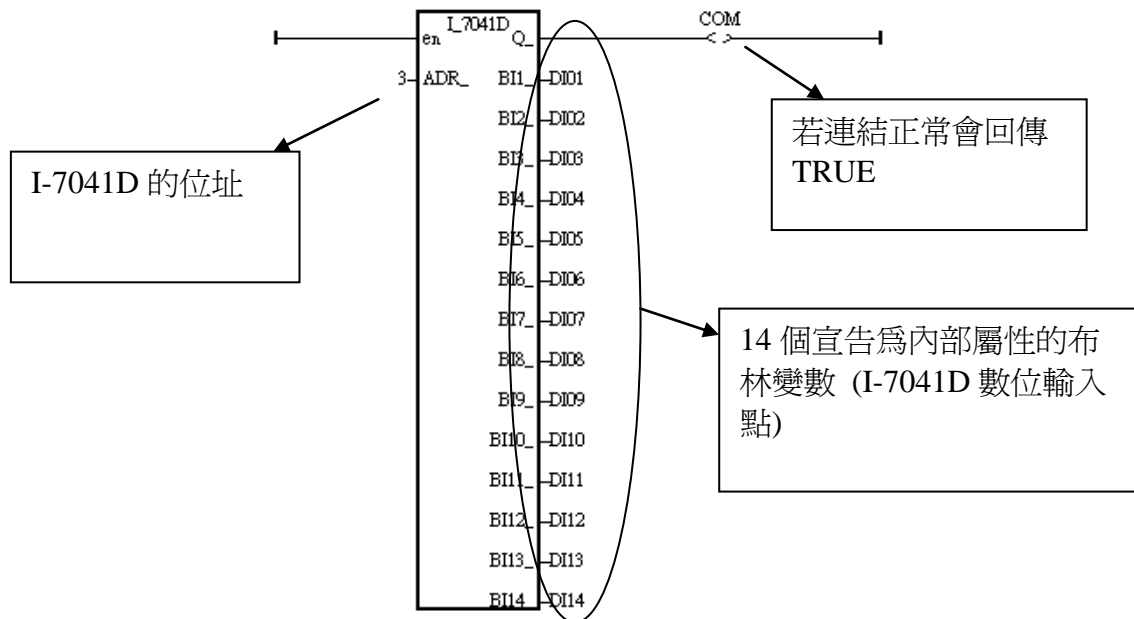 I_7041D
COM
en Q_
3 ADR_ BI1_ DI01
BI2_ DI02
BI3_ DI03
BI4_ DI04
BI5_ DI05
BI6_ DI06
BI7_ DI07
BI8_ DI08
BI9_ DI09
BI10_ DI10
BI11_ DI11
BI12_ DI12
BI13_ DI13
BI14_ DI14
I-7041D 的位址
若連結正常會回傳
TRUE
14 個宣告爲內部屬性的布
林變數 (I-7041D 數位輸入
點)